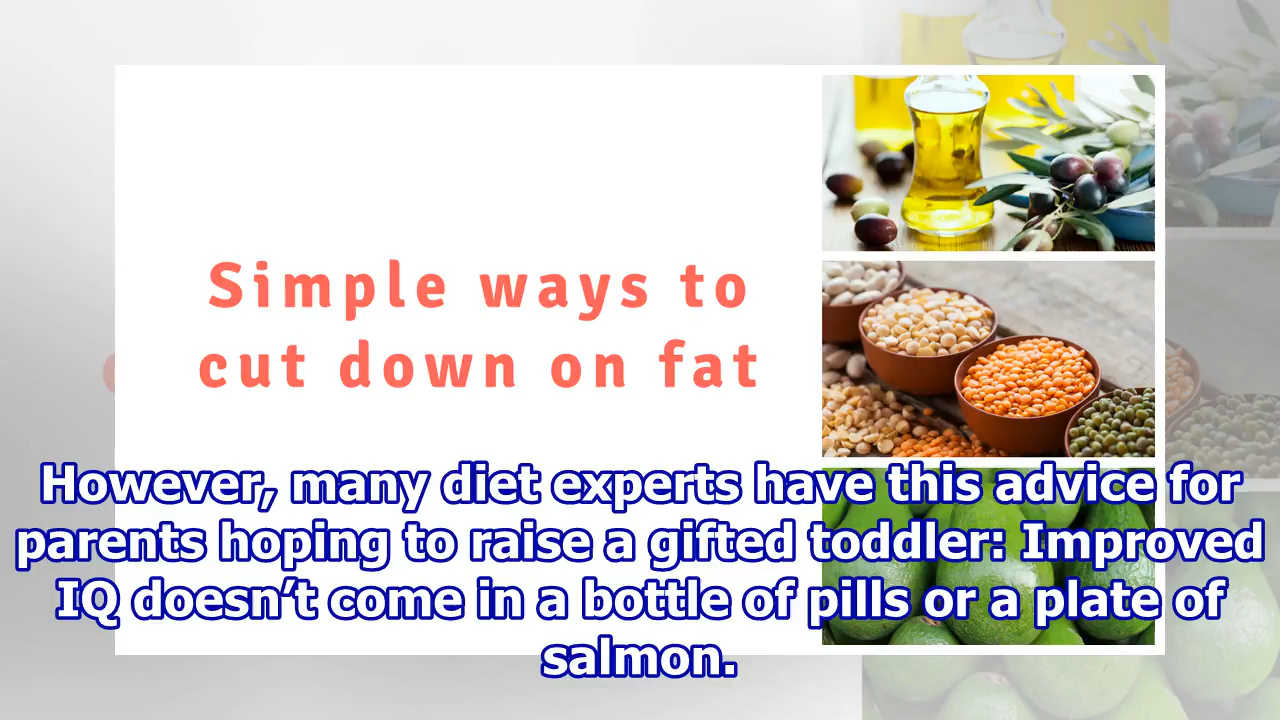 Simple ways to
cut down on fat
However, many diet experts have this advice for
parents hoping to raise a gifted toddler: Improved
IQ doesn’t come in a bottle of pills or a plate of
salmon.